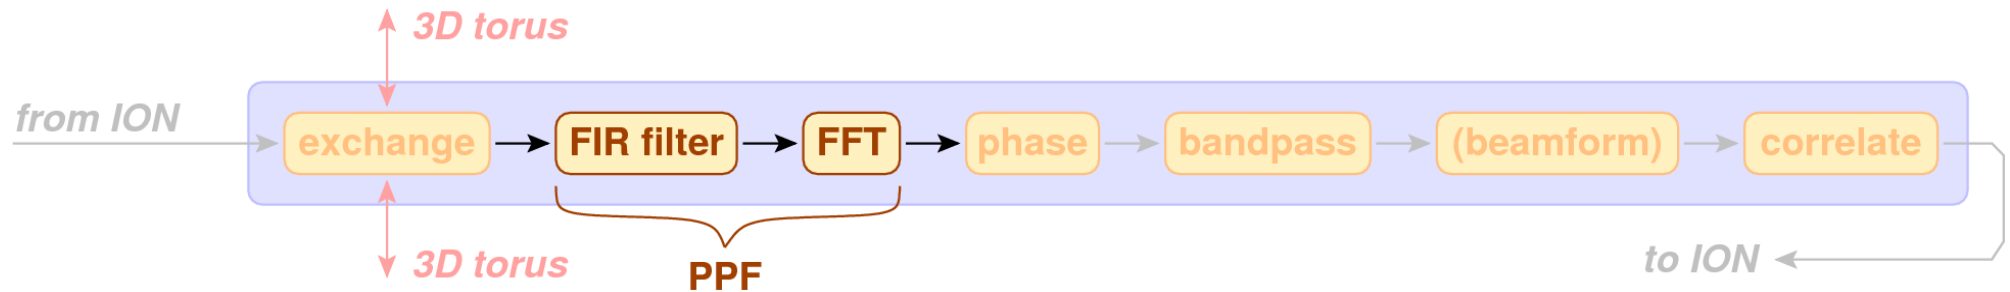 3D torus
from ION
exchange
FIR filter
FFT
phase
bandpass
(beamform)
correlate
3D torus
PPF
to ION